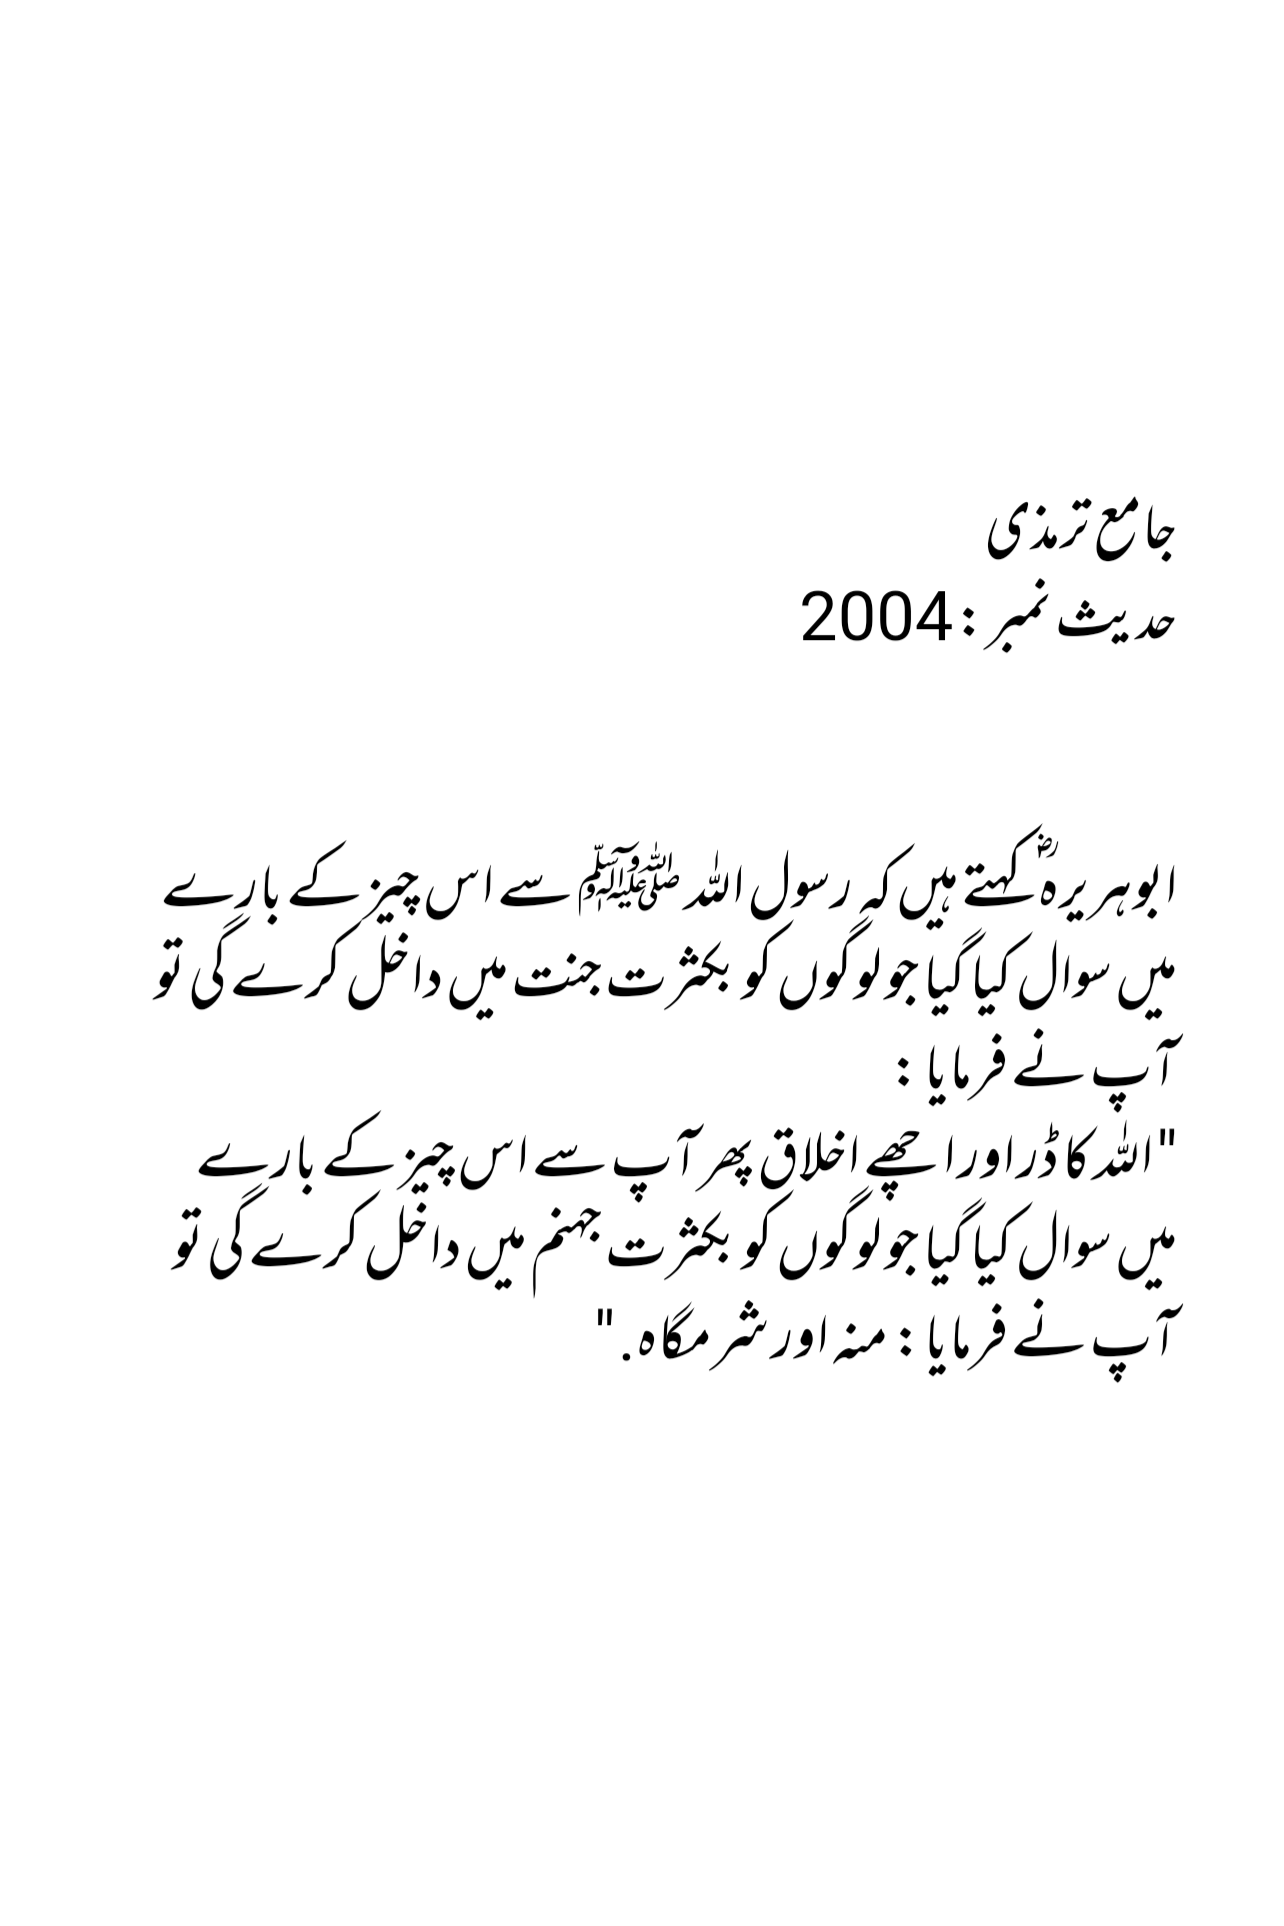 جامع ترمذی
حدیث نمبر : 2004
ابوہریرہؓ کہتے ہیں کہ رسول اللہ ﷺ سے اس چیز کے بارے
میں سوال کیا گیا جو لوگوں کو بکثرت جنت میں داخل کرے گی تو
آپ نے فرمایا :
"اللہ کا ڈر اور اچھے اخلاق پھر آپ سے اس چیز کے بارے
میں سوال کیا گیا جو لوگوں کو بکثرت جہنم میں داخل کرے گی تو
آپ نے فرمایا : منہ اور شرمگاہ."